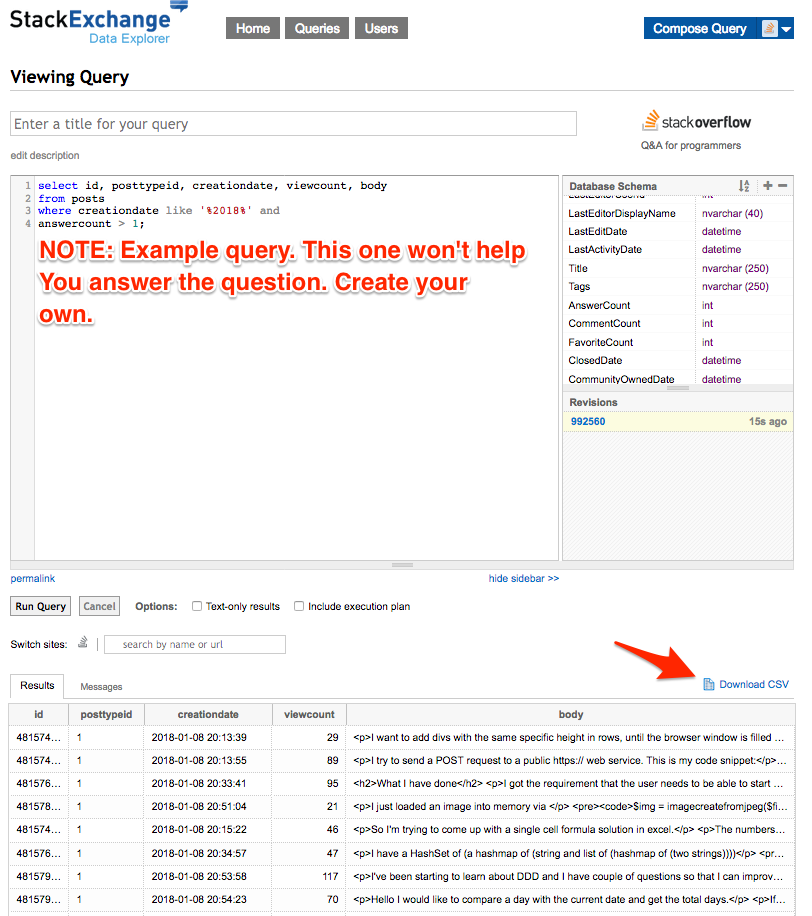 StackExchange
Data Explorer
Home Queries Users
Compose Query
Viewing Query
Enter a title for your query
stackoverflow
Q&A for programmers
edit description
1 select id, posttypeid, creationdate, viewcount, body
2 from posts
3 where creationdate like '%2018%' and
4 answercount > 1;
NOTE: Example query. This one won't help
You answer the question. Create your
own.
Database Schema
LastEditorDisplayName nvarchar (40)
LastEditDate datetime
LastActivityDate datetime
Title nvarchar (250)
Tags nvarchar (250)
AnswerCount int
CommentCount int
FavoriteCount int
ClosedDate datetime
CommunityOwnedDate datetime
Revisions
992560 15s ago
permalink hide sidebar >>
Run Query Cancel Options: Text-only results Include execution plan
Switch sites: search by name or url
Results Messages Download CSV
id posttypeid creationdate viewcount body
481574... 1 2018-01-08 20:13:39 29 <p>I want to add divs with the same specific height in rows, until the browser window is filled ...
481574... 1 2018-01-08 20:13:55 89 <p>I try to send a POST request to a public https:// web service. This is my code snippet:</p>...
481576... 1 2018-01-08 20:33:41 95 <h2>What I have done</h2> <p>I got the requirement that the user needs to be able to start ...
481578... 1 2018-01-08 20:51:04 21 <p>I just loaded an image into memory via </p> <pre><code>$img = imagecreatefromjpeg($fi...
481574... 1 2018-01-08 20:15:22 46 <p>So I'm trying to come up with a single cell formula solution in excel.</p> <p>The numbers...
481576... 1 2018-01-08 20:34:57 47 <p>I have a HashSet of (a hashmap of (string and list of (hashmap of (two strings))))</p> <pr...
481579... 1 2018-01-08 20:53:58 117 <p>I've been starting to learn about DDD and I have couple of questions so that I can improv...
481579... 1 2018-01-08 20:54:23 70 <p>Hello I would like to compare a day with the current date and get the total days.</p> <p>If...